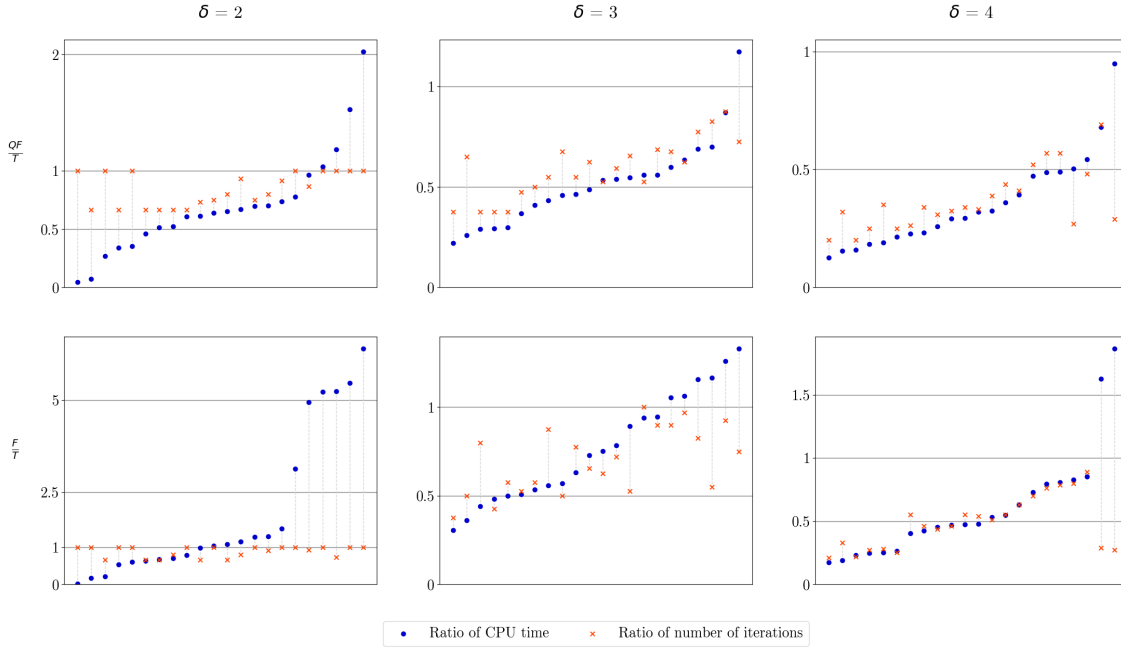 δ = 2 δ = 3 δ = 4
2 1 1
QF/T
1 0.5 0.5
0.5
0 0 0
5 1 1.5
F/T
2.5 0.5 1
1 0.5
0 0 0
Ratio of CPU time Ratio of number of iterations